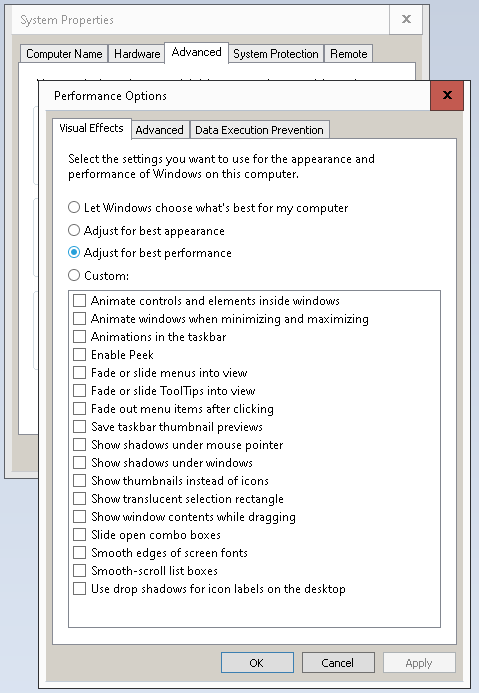 System Properties
Computer Name Hardware Advanced System Protection Remote
Performance Options
Visual Effects Advanced Data Execution Prevention
Select the settings you want to use for the appearance and
performance of Windows on this computer.
Let Windows choose what's best for my computer
Adjust for best appearance
Adjust for best performance
Custom:
Animate controls and elements inside windows
Animate windows when minimizing and maximizing
Animations in the taskbar
Enable Peek
Fade or slide menus into view
Fade or slide ToolTips into view
Fade out menu items after clicking
Save taskbar thumbnail previews
Show shadows under mouse pointer
Show shadows under windows
Show thumbnails instead of icons
Show translucent selection rectangle
Show window contents while dragging
Slide open combo boxes
Smooth edges of screen fonts
Smooth-scroll list boxes
Use drop shadows for icon labels on the desktop
OK Cancel Apply